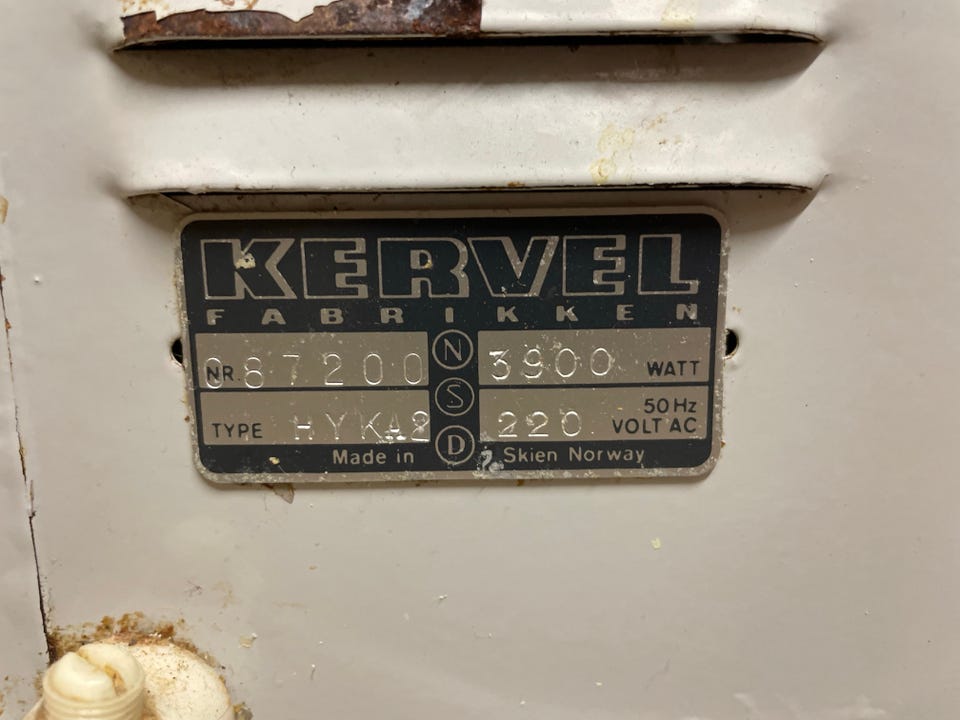 KERVEL
FABRIKKEN
NR. 087200 N 3900 WATT
S
TYPE HYKA2 220 50 Hz VOLT AC
Made in D Skien Norway